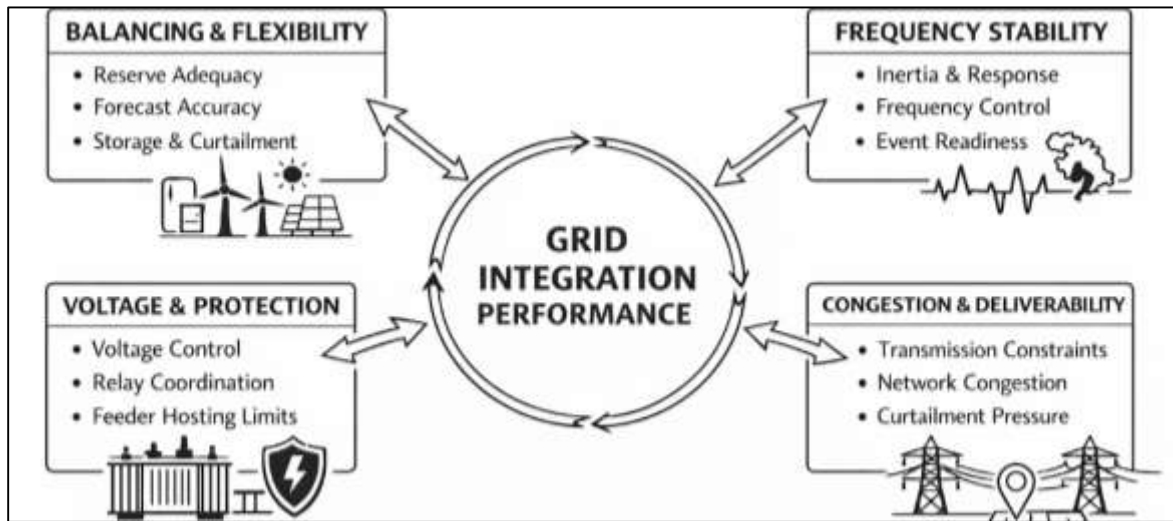 BALANCING & FLEXIBILITY
• Reserve Adequacy
• Forecast Accuracy
• Storage & Curtailment
FREQUENCY STABILITY
• Inertia & Response
• Frequency Control
• Event Readiness
GRID
INTEGRATION
PERFORMANCE
VOLTAGE & PROTECTION
• Voltage Control
• Relay Coordination
• Feeder Hosting Limits
CONGESTION & DELIVERABILITY
• Transmission Constraints
• Network Congestion
• Curtailment Pressure